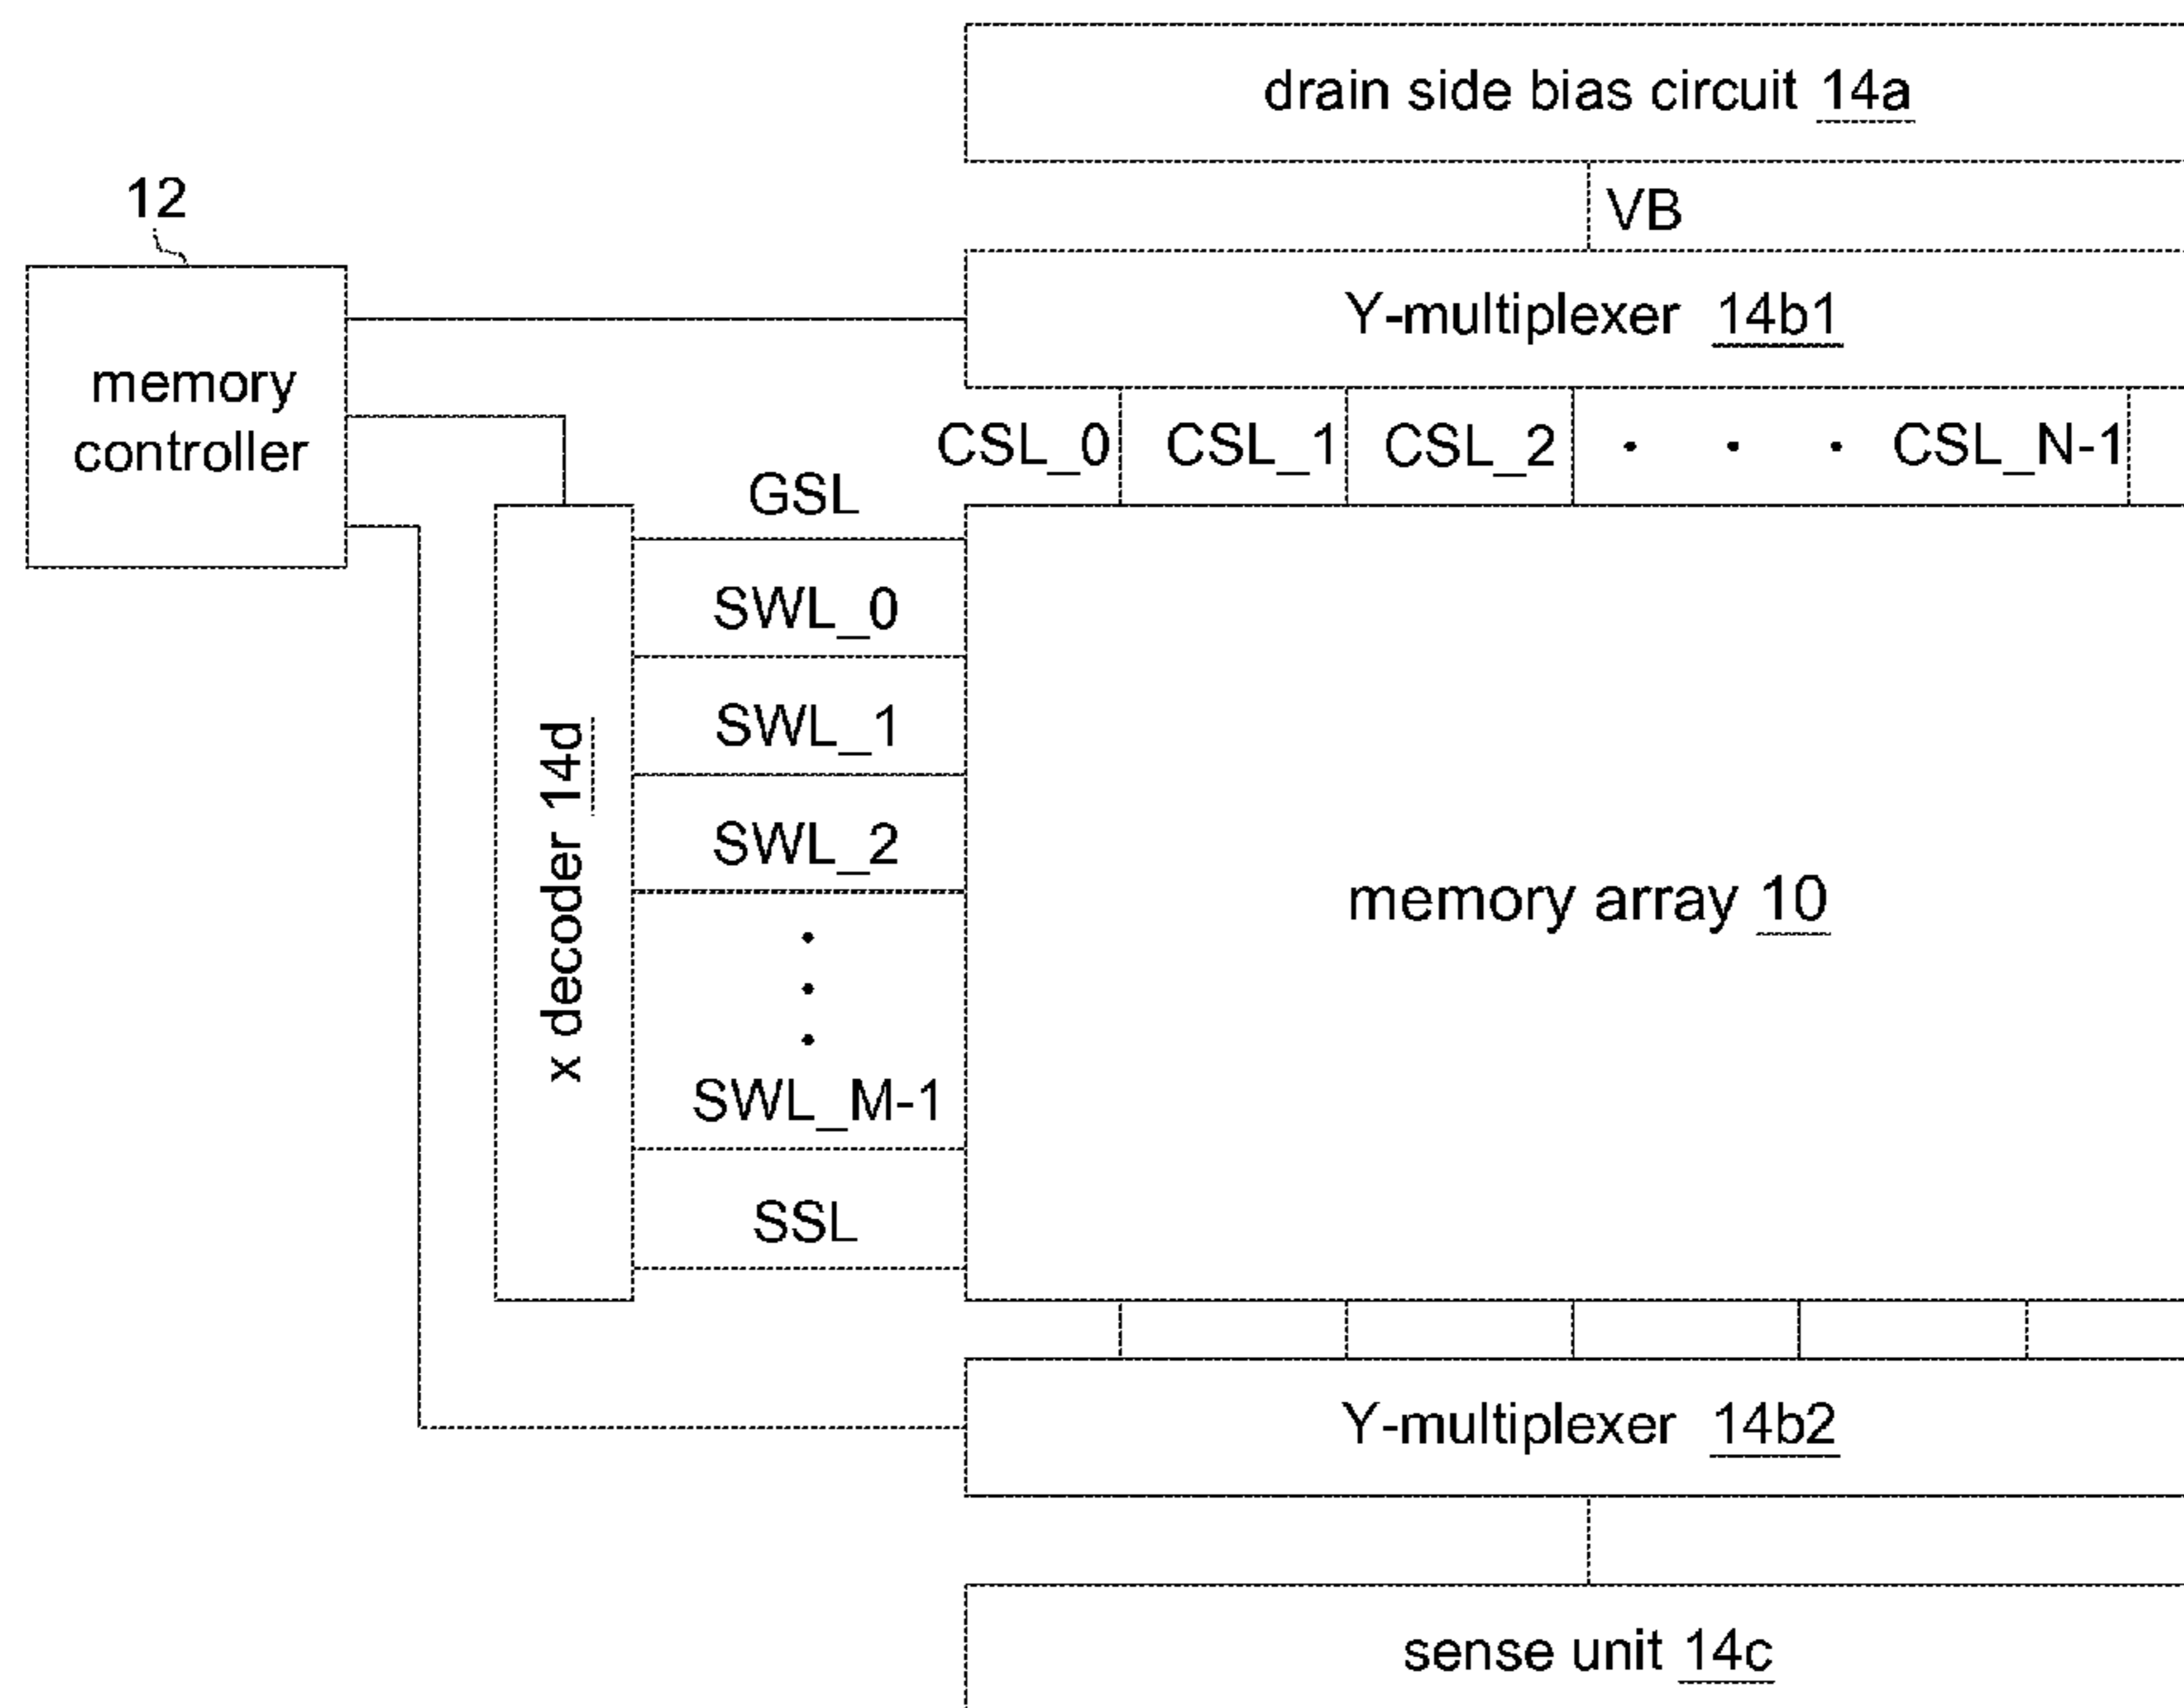 drain side bias circuit 14a
VB
12
Y-multiplexer 14b1
memory
controller
CSL_0 CSL_1 CSL_2 · · · CSL_N-1
GSL
SWL_0
SWL_1
SWL_2
SWL_M-1
SSL
x decoder 14d
memory array 10
Y-multiplexer 14b2
sense unit 14c